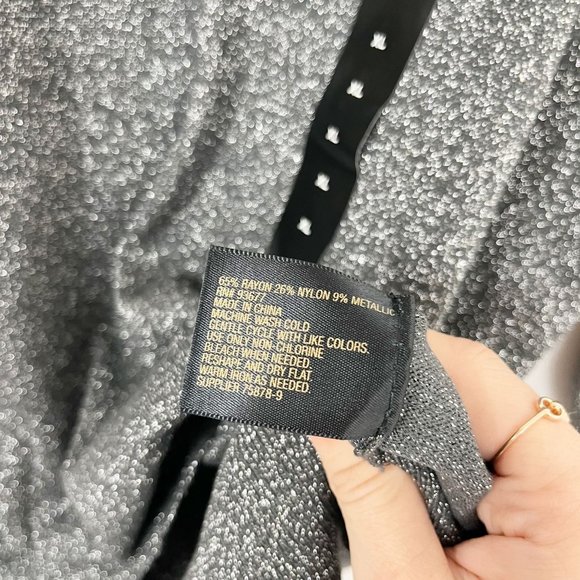 65% RAYON 26% NYLON 9% METALLIC
RN# 93677
MADE IN CHINA
MACHINE WASH COLD
GENTLE CYCLE WITH LIKE COLORS.
USE ONLY NON-CHLORINE
BLEACH WHEN NEEDED.
RESHAPE AND DRY FLAT.
WARM IRON AS NEEDED.
SUPPLIER 75878-9